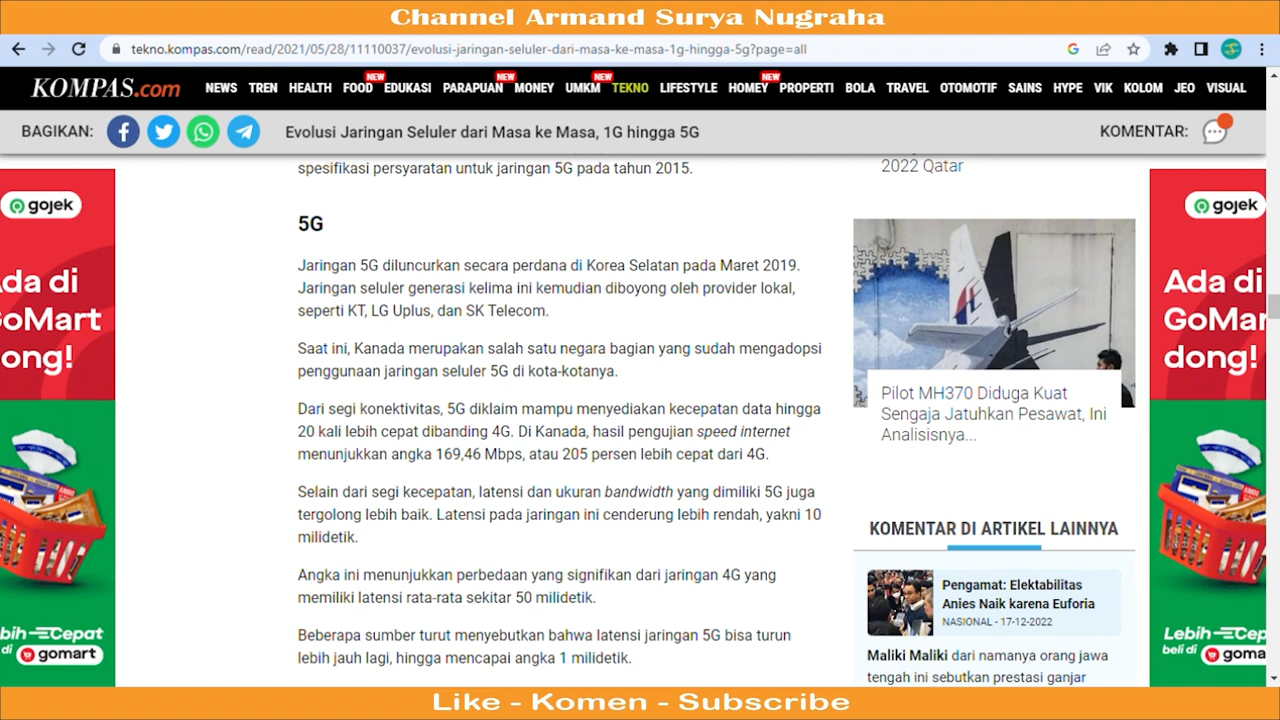 Channel Armand Surya Nugraha
tekno.kompas.com/read/2021/05/28/11110037/evolusi-jaringan-seluler-dari-masa-ke-masa-1g-hingga-5g?page=all
KOMPAS.com NEWS TREN HEALTH FOOD NEW EDUKASI PARAPUAN NEW MONEY UMKM NEW TEKNO LIFESTYLE HOMEY NEW PROPERTI BOLA TRAVEL OTOMOTIF SAINS HYPE VIK KOLOM JEO VISUAL
BAGIKAN: Evolusi Jaringan Seluler dari Masa ke Masa, 1G hingga 5G KOMENTAR:
spesifikasi persyaratan untuk jaringan 5G pada tahun 2015.
5G
Jaringan 5G diluncurkan secara perdana di Korea Selatan pada Maret 2019.
Jaringan seluler generasi kelima ini kemudian diboyong oleh provider lokal,
seperti KT, LG Uplus, dan SK Telecom.
Saat ini, Kanada merupakan salah satu negara bagian yang sudah mengadopsi
penggunaan jaringan seluler 5G di kota-kotanya.
Dari segi konektivitas, 5G diklaim mampu menyediakan kecepatan data hingga
20 kali lebih cepat dibanding 4G. Di Kanada, hasil pengujian speed internet
menunjukkan angka 169,46 Mbps, atau 205 persen lebih cepat dari 4G.
Selain dari segi kecepatan, latensi dan ukuran bandwidth yang dimiliki 5G juga
tergolong lebih baik. Latensi pada jaringan ini cenderung lebih rendah, yakni 10
milidetik.
Angka ini menunjukkan perbedaan yang signifikan dari jaringan 4G yang
memiliki latensi rata-rata sekitar 50 milidetik.
Beberapa sumber turut menyebutkan bahwa latensi jaringan 5G bisa turun
lebih jauh lagi, hingga mencapai angka 1 milidetik.
2022 Qatar
Pilot MH370 Diduga Kuat
Sengaja Jatuhkan Pesawat, Ini
Analisisnya...
KOMENTAR DI ARTIKEL LAINNYA
Pengamat: Elektabilitas
Anies Naik karena Euforia
NASIONAL - 17-12-2022
Maliki Maliki dari namanya orang jawa
tengah ini sebutkan prestasi ganjar
gojek
da di
GoMart
ong!
bih Cepat
di gomart
gojek
Ada di
GoMar
dong!
Lebih Cep
beli di goma
Like - Komen - Subscribe